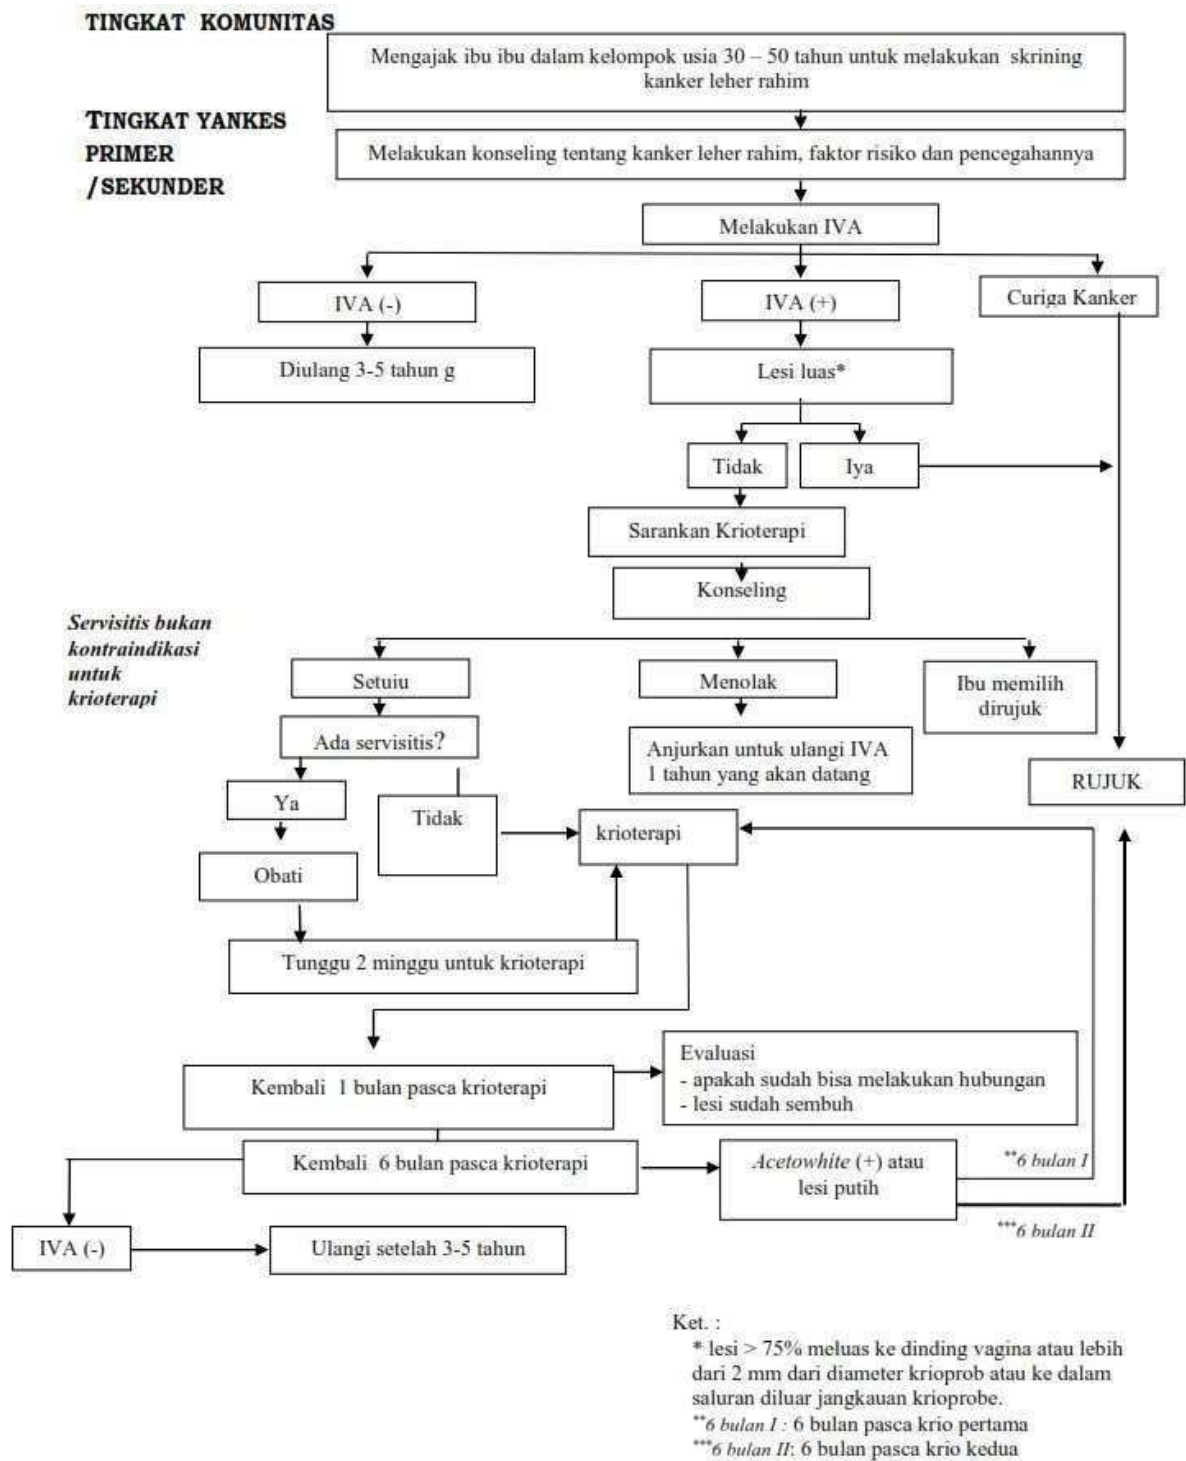 TINGKAT KOMUNITAS
Mengajak ibu ibu dalam kelompok usia 30 – 50 tahun untuk melakukan skrining
kanker leher rahim
TINGKAT YANKES
PRIMER
/SEKUNDER
Melakukan konseling tentang kanker leher rahim, faktor risiko dan pencegahannya
Melakukan IVA
IVA (-)
IVA (+)
Curiga Kanker
Diulang 3-5 tahun g
Lesi luas*
Tidak
Iya
Sarankan Krioterapi
Konseling
Servisitis bukan
kontraindikasi
untuk
krioterapi
Setuiu
Menolak
Ibu memilih
dirujuk
Ada servisitis?
Anjurkan untuk ulangi IVA
1 tahun yang akan datang
RUJUK
Ya
Tidak
krioterapi
Obati
Tunggu 2 minggu untuk krioterapi
Kembali 1 bulan pasca krioterapi
Evaluasi
- apakah sudah bisa melakukan hubungan
- lesi sudah sembuh
Kembali 6 bulan pasca krioterapi
Acetowhite (+) atau
lesi putih
**6 bulan I
***6 bulan II
IVA (-)
Ulangi setelah 3-5 tahun
Ket. :
* lesi > 75% meluas ke dinding vagina atau lebih
dari 2 mm dari diameter krioprob atau ke dalam
saluran diluar jangkauan krioprobe.
**6 bulan I : 6 bulan pasca krio pertama
***6 bulan II: 6 bulan pasca krio kedua